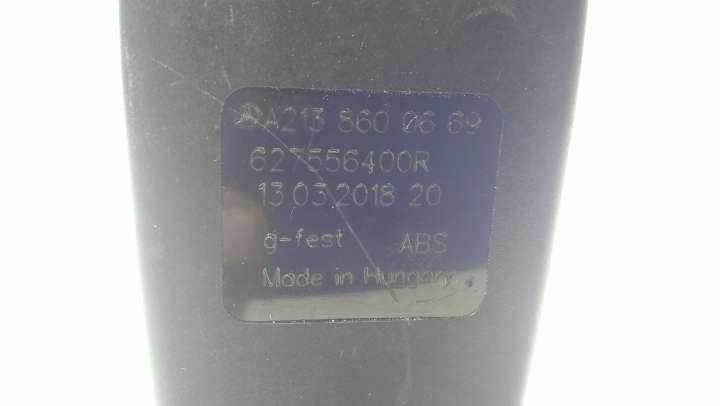 A213 860 06 69
627556400R
13.03.2018 20
g-fest ABS
Made in Hungary